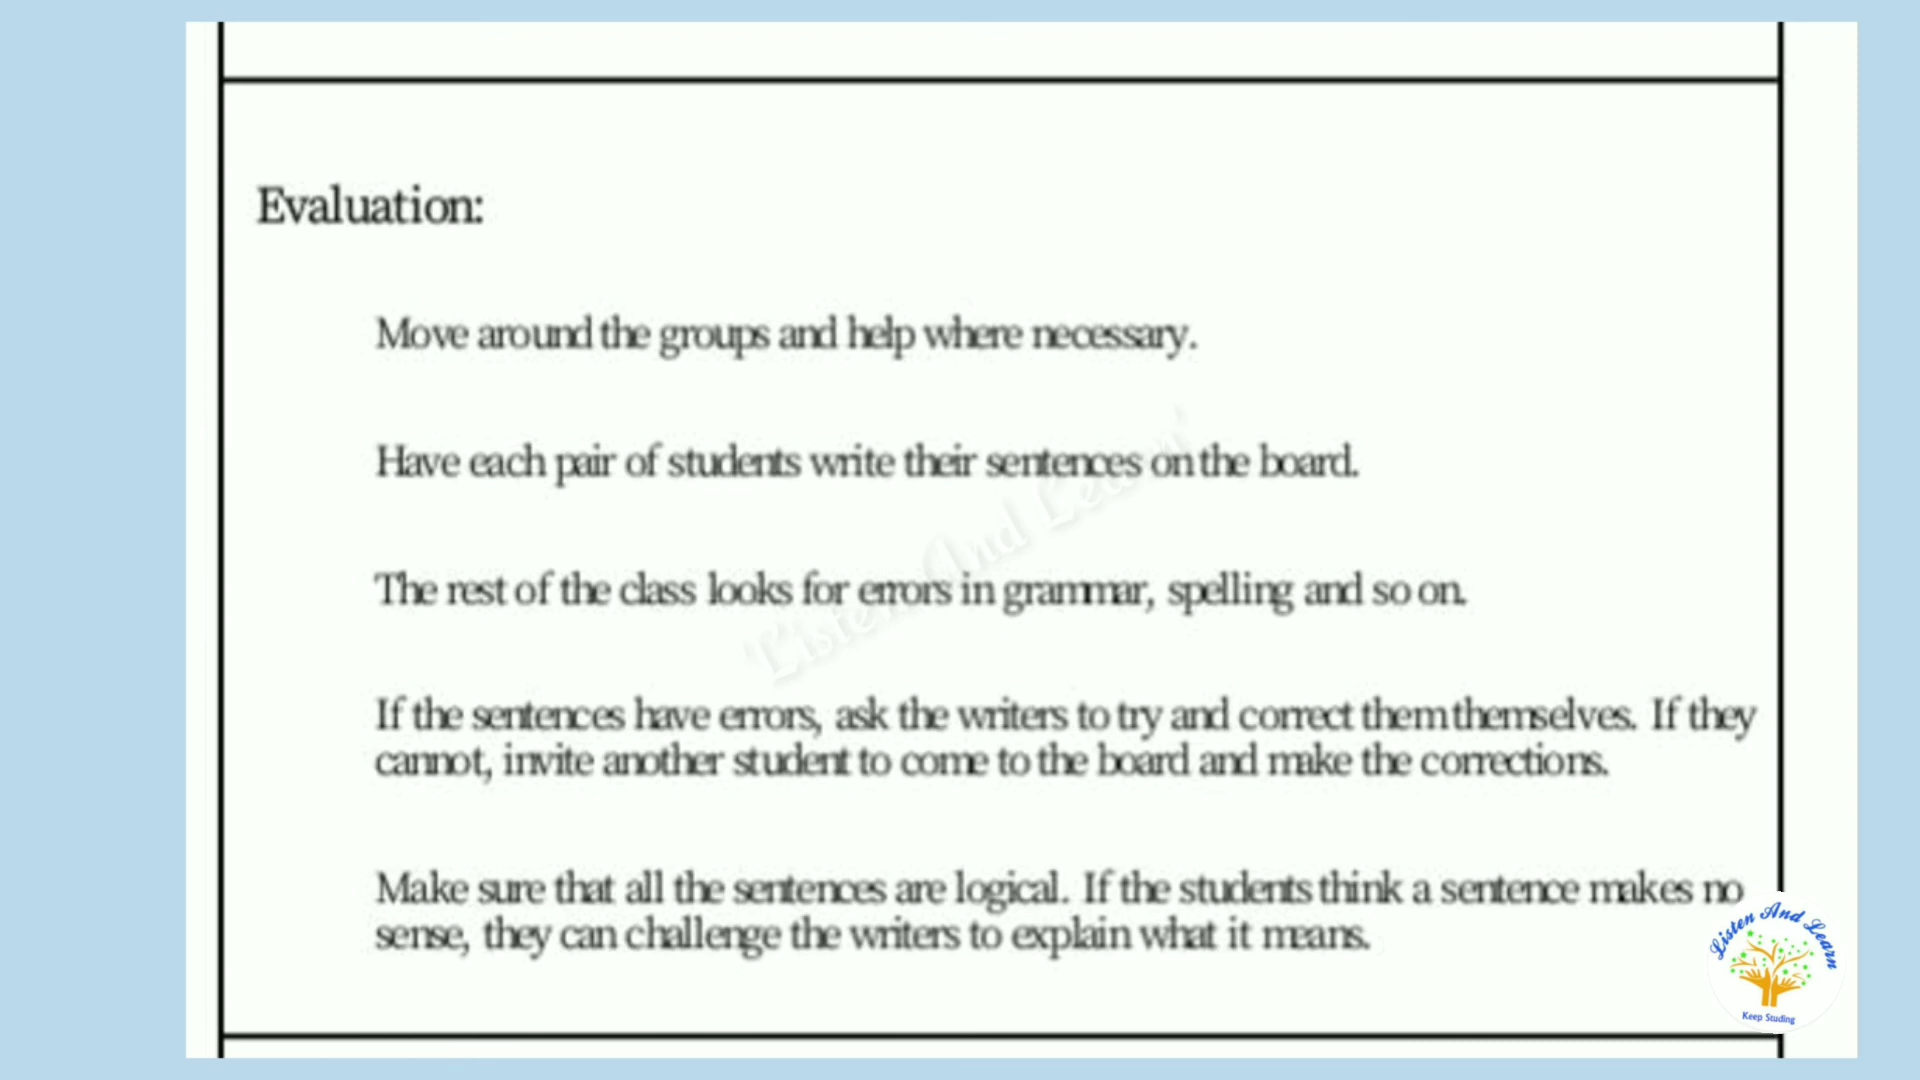 Evaluation:
Move around the groups and help where necessary.
Have each pair of students write their sentences on the board.
The rest of the class looks for errors in grammar, spelling and so on.
If the sentences have errors, ask the writers to try and correct them themselves. If they
cannot, invite another student to come to the board and make the corrections.
Make sure that all the sentences are logical. If the students think a sentence makes no
sense, they can challenge the writers to explain what it means.
'Listen And Learn'
Listen And Learn
Keep Studing